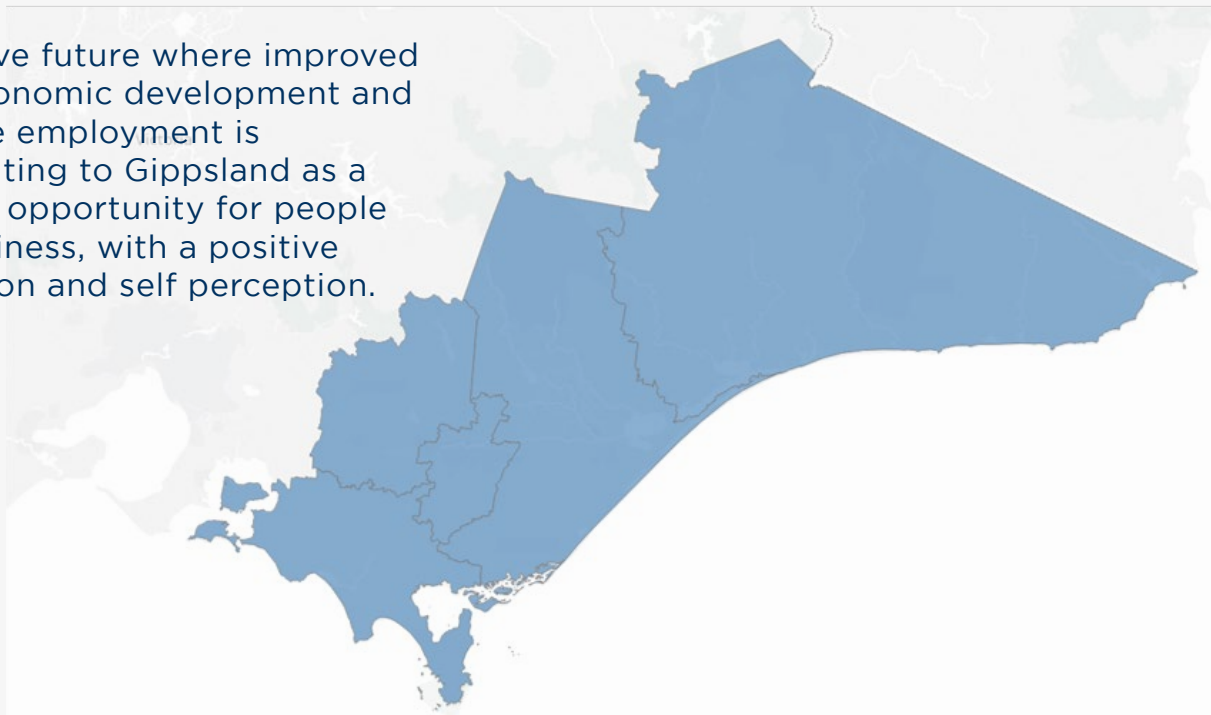 ve future where improved
onomic development and
e employment is
ting to Gippsland as a
opportunity for people
iness, with a positive
on and self perception.